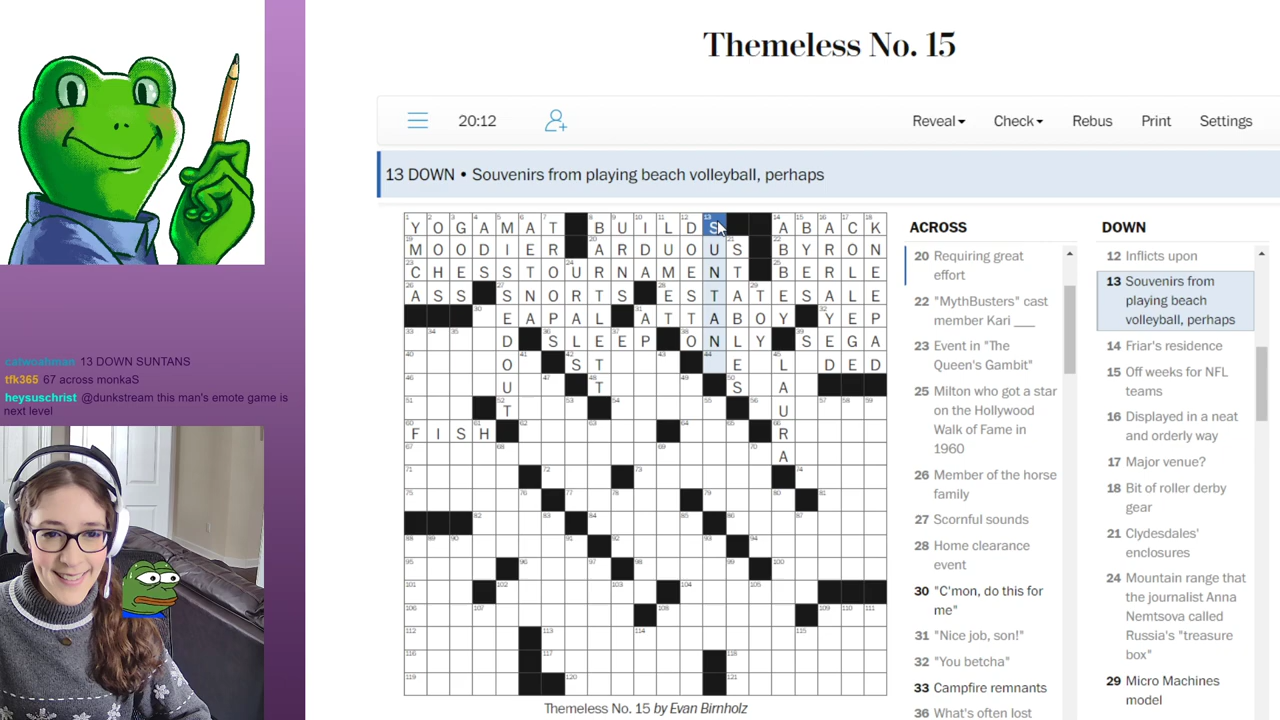 Themeless No. 15
20:12
Reveal
Check
Rebus
Print
Settings
13 DOWN • Souvenirs from playing beach volleyball, perhaps
Y O G A M A T B U I L D S A B A C K
M O O D I E R A R D U O U S B Y R O N
C H E S S T O U R N A M E N T B E R L E
A S S S N O R T S E S T A T E S A L E
E A P A L A T T A B O Y Y E P
D S L E E P O N L Y S E G A
O T E L D E D
U T S A
T U
F I S H R
A
catwoahman 13 DOWN SUNTANS
tfk365 67 across monkaS
heysuschrist @dunkstream this man's emote game is
next level
ACROSS
20 Requiring great
effort
22 "MythBusters" cast
member Kari ___
23 Event in "The
Queen's Gambit"
25 Milton who got a star
on the Hollywood
Walk of Fame in
1960
26 Member of the horse
family
27 Scornful sounds
28 Home clearance
event
30 "C'mon, do this for
me"
31 "Nice job, son!"
32 "You betcha"
33 Campfire remnants
36 What's often lost
DOWN
12 Inflicts upon
13 Souvenirs from
playing beach
volleyball, perhaps
14 Friar's residence
15 Off weeks for NFL
teams
16 Displayed in a neat
and orderly way
17 Major venue?
18 Bit of roller derby
gear
21 Clydesdales'
enclosures
24 Mountain range that
the journalist Anna
Nemtsova called
Russia's "treasure
box"
29 Micro Machines
model
Themeless No. 15 by Evan Birnholz